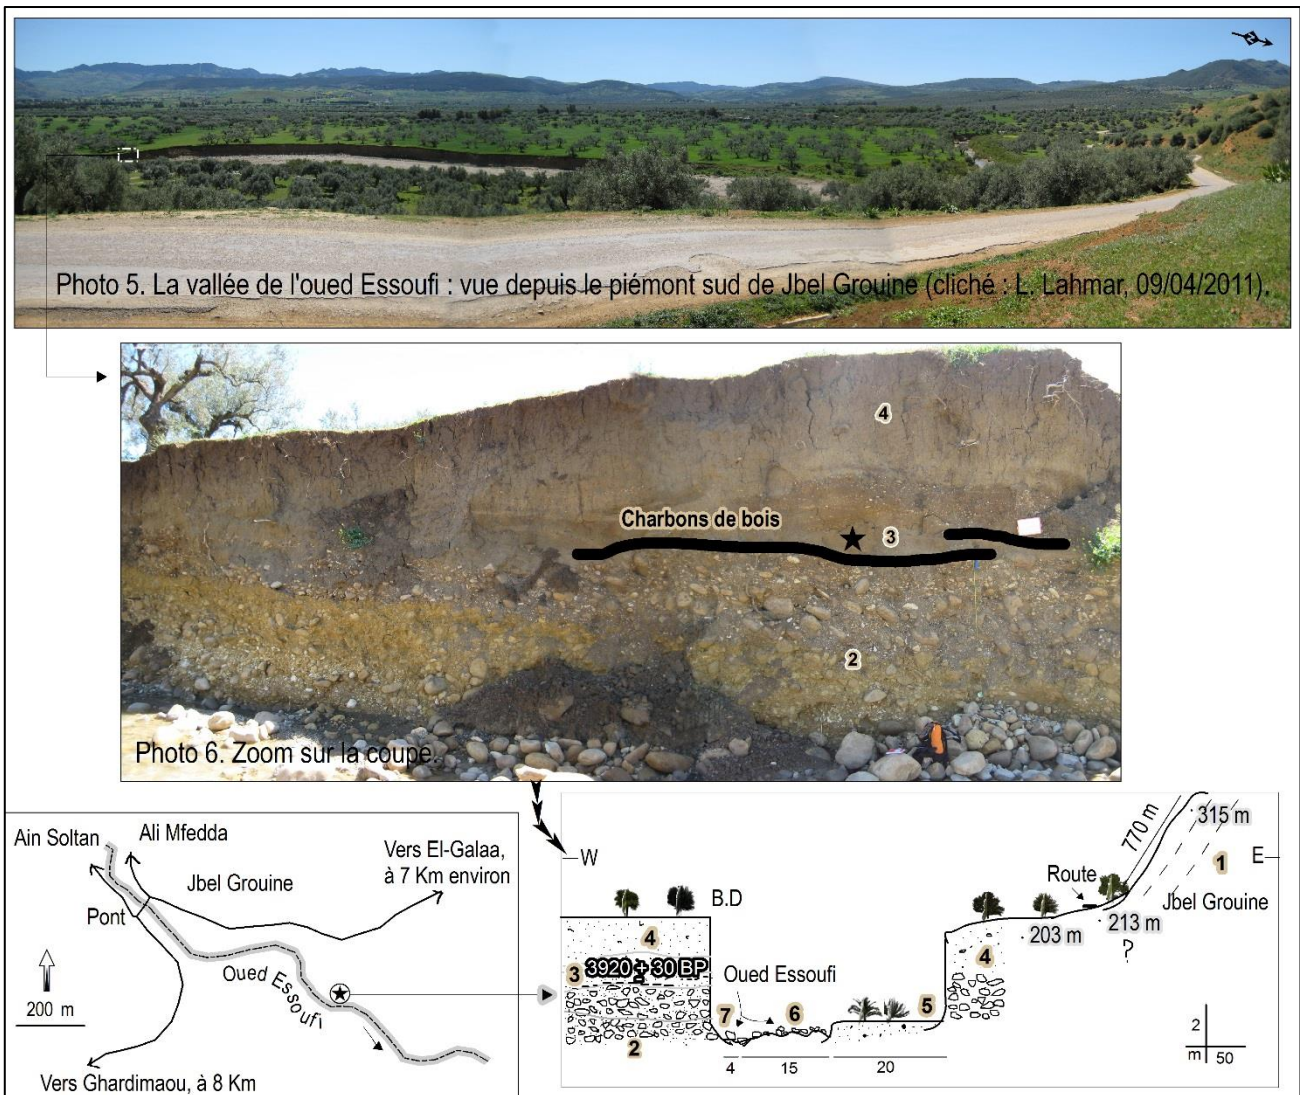 N
Photo 5. La vallée de l'oued Essoufi : vue depuis le piémont sud de Jbel Grouine (cliché : L. Lahmar, 09/04/2011).
4
Charbons de bois
3
2
Photo 6. Zoom sur la coupe.
Ain Soltan
Ali Mfedda
Vers El-Galaa,
à 7 Km environ
Jbel Grouine
Pont
Oued Essoufi
200 m
Vers Ghardimaou, à 8 Km
W
E
B.D
770 m
315 m
1
Route
Jbel Grouine
213 m
203 m
?
4
4
3
3920 + 30 BP
Oued Essoufi
7
6
5
2
4
15
20
2
m
50